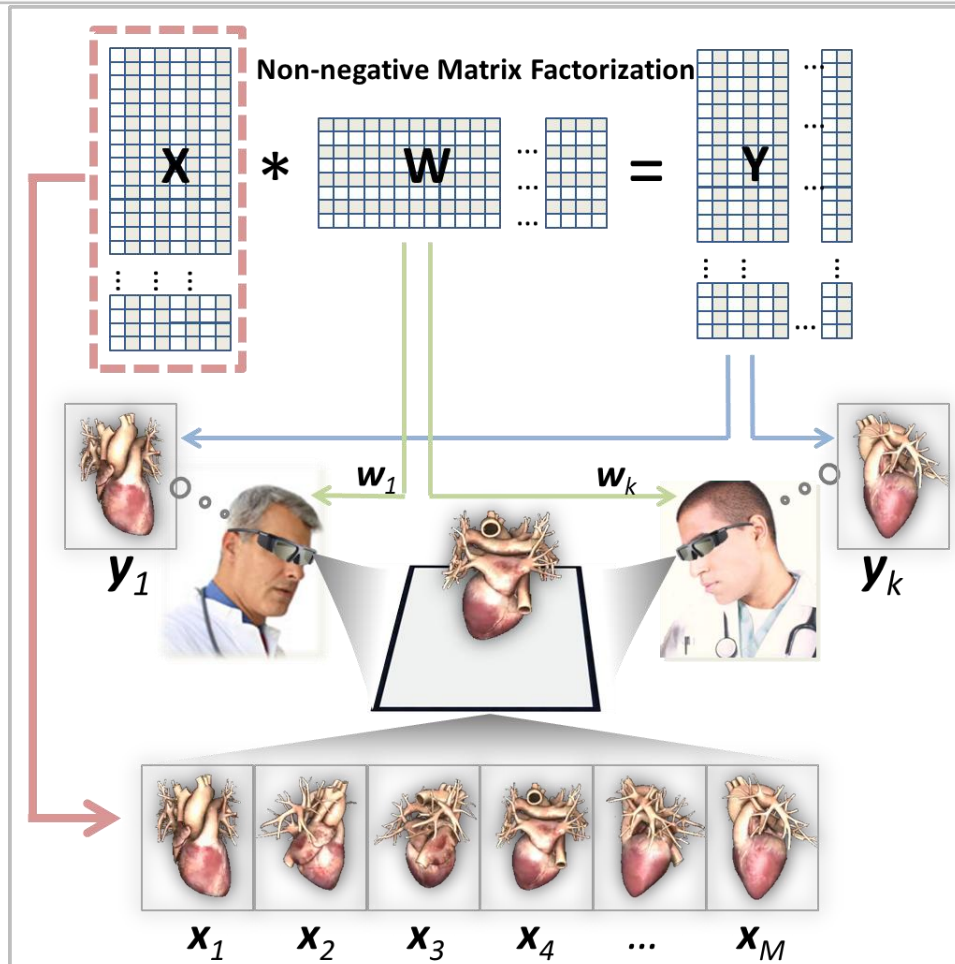 Non-negative Matrix Factorization
X * W = Y
...
...
...
...
...
...
w1
wk
y1
yk
x1 x2 x3 x4 ... xM